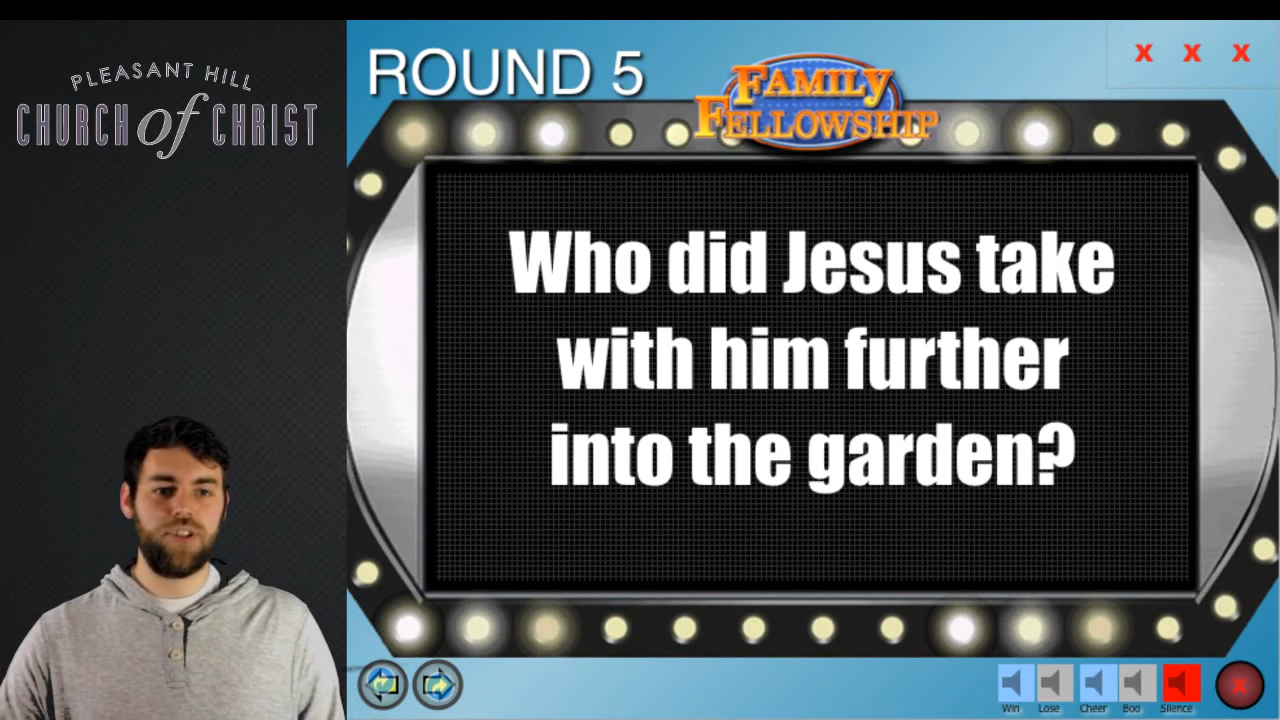 PLEASANT HILL
CHURCH of CHRIST
ROUND 5
FAMILY
FELLOWSHIP
X X X
Who did Jesus take
with him further
into the garden?
Win Lose Cheer Boo Silence
X